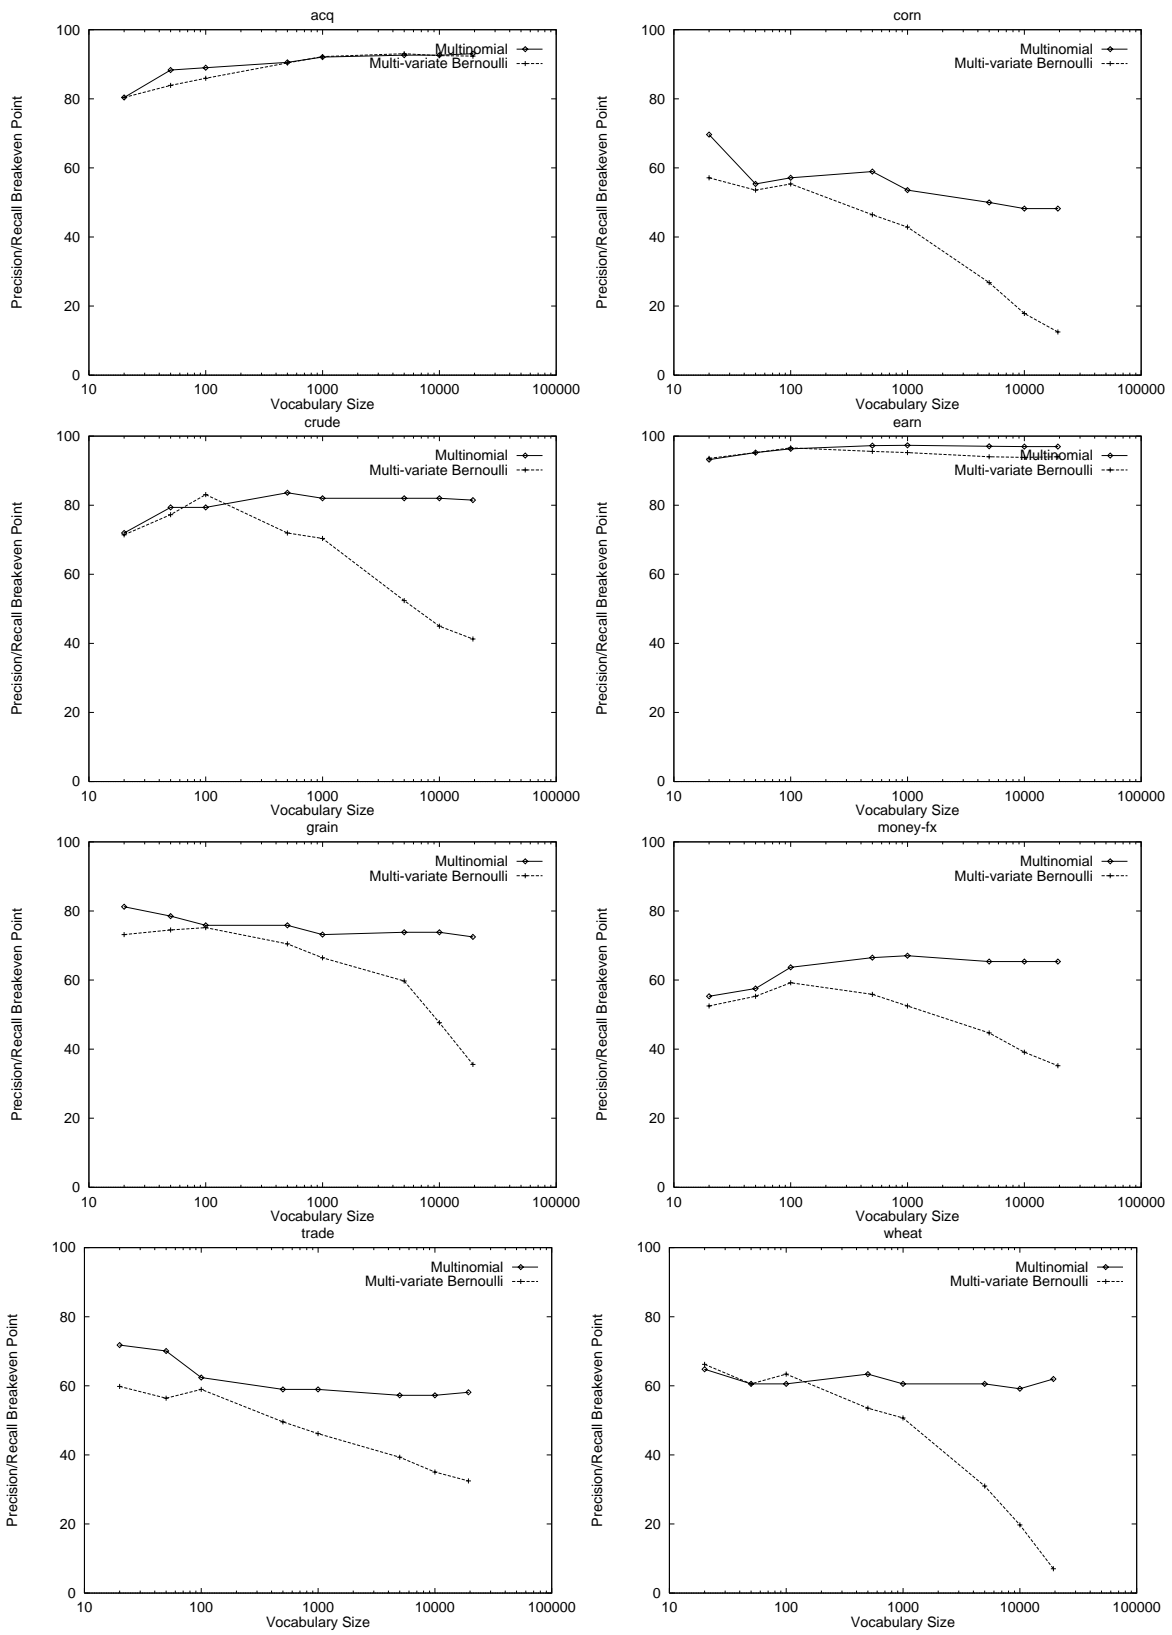 acq
Precision/Recall Breakeven Point
100
80
60
40
20
0
Multinomial
Multi-variate Bernoulli
10 100 1000 10000 100000
Vocabulary Size
corn
Precision/Recall Breakeven Point
100
80
60
40
20
0
Multinomial
Multi-variate Bernoulli
10 100 1000 10000 100000
Vocabulary Size
crude
Precision/Recall Breakeven Point
100
80
60
40
20
0
Multinomial
Multi-variate Bernoulli
10 100 1000 10000 100000
Vocabulary Size
earn
Precision/Recall Breakeven Point
100
80
60
40
20
0
Multinomial
Multi-variate Bernoulli
10 100 1000 10000 100000
Vocabulary Size
grain
Precision/Recall Breakeven Point
100
80
60
40
20
0
Multinomial
Multi-variate Bernoulli
10 100 1000 10000 100000
Vocabulary Size
money-fx
Precision/Recall Breakeven Point
100
80
60
40
20
0
Multinomial
Multi-variate Bernoulli
10 100 1000 10000 100000
Vocabulary Size
trade
Precision/Recall Breakeven Point
100
80
60
40
20
0
Multinomial
Multi-variate Bernoulli
10 100 1000 10000 100000
Vocabulary Size
wheat
Precision/Recall Breakeven Point
100
80
60
40
20
0
Multinomial
Multi-variate Bernoulli
10 100 1000 10000 100000
Vocabulary Size